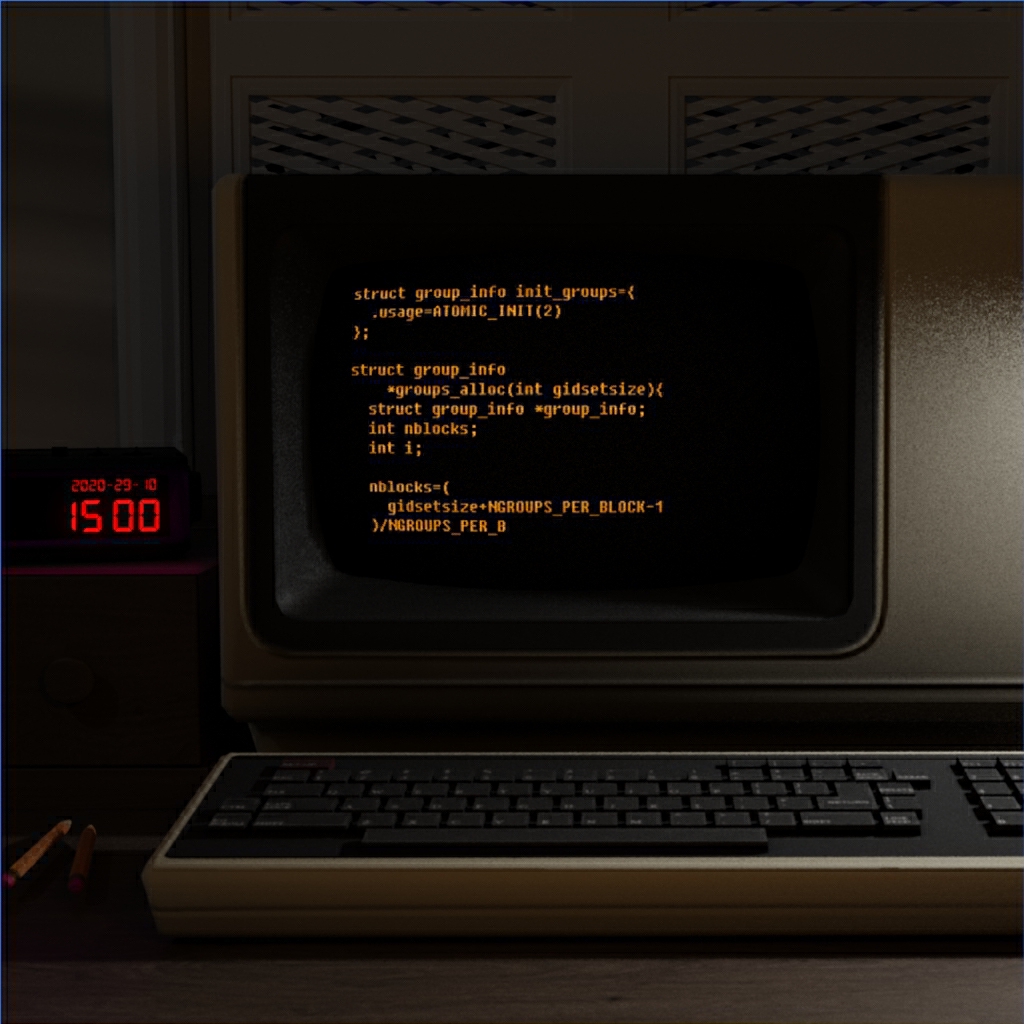 struct group_info init_groups={
.usage=ATOMIC_INIT(2)
};
struct group_info
*groups_alloc(int gidsetsize){
struct group_info *group_info;
int nblocks;
int i;
nblocks=(
gidsetsize+NGROUPS_PER_BLOCK-1
)/NGROUPS_PER_B
2020-29-10
15 00